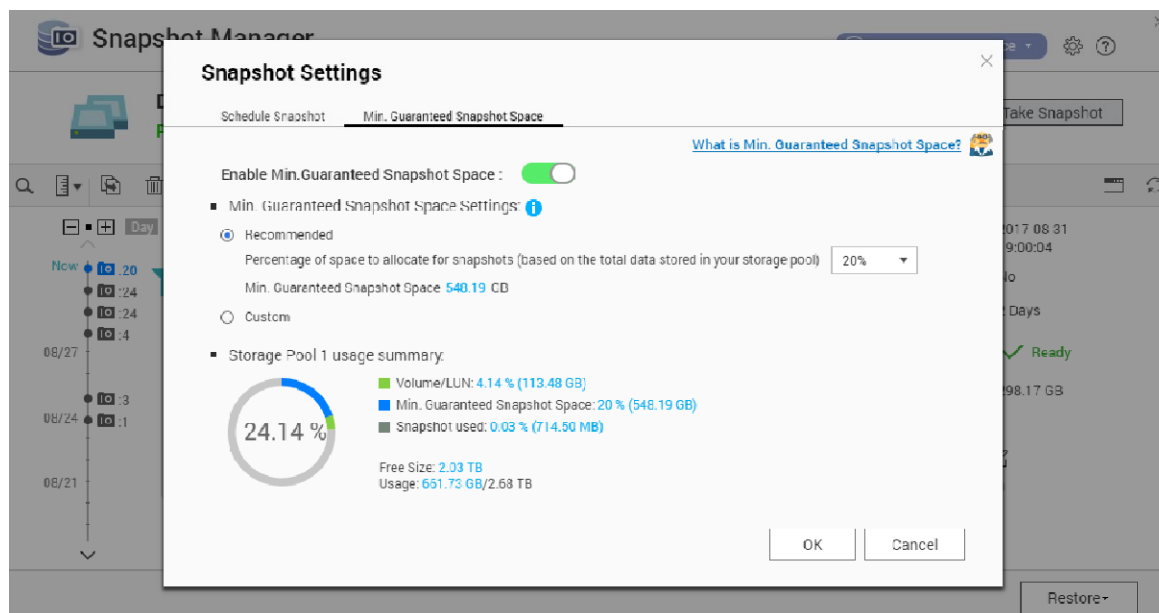 Snapshot Manager
Snapshot Settings
Schedule Snapshot
Min. Guaranteed Snapshot Space
Take Snapshot
What is Min. Guaranteed Snapshot Space?
Enable Min.Guaranteed Snapshot Space :
Min. Guaranteed Snapshot Space Settings:
Day
Recommended
2017 08 31
9:00:04
Percentage of space to allocate for snapshots (based on the total data stored in your storage pool) 20%
Now :20
:24
Min. Guaranteed Snapshot Space 548.19 GB
:24
Days
Custom
:4
08/27
Storage Pool 1 usage summary:
Ready
Volume/LUN: 4.14 % (113.48 GB)
298.17 GB
:3
Min. Guaranteed Snapshot Space: 20 % (548.19 GB)
08/24 :1
24.14 %
Snapshot used: 0.03 % (714.50 MB)
Free Size: 2.03 TB
08/21
Usage: 661.73 GB/2.68 TB
OK
Cancel
Restore